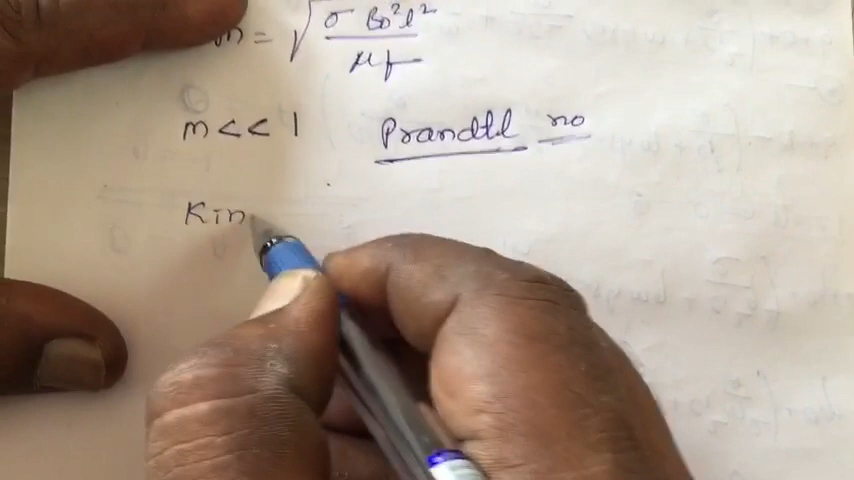 m = √(σ B₀²l² / μf)
m << 1 Prandtl no
Kin